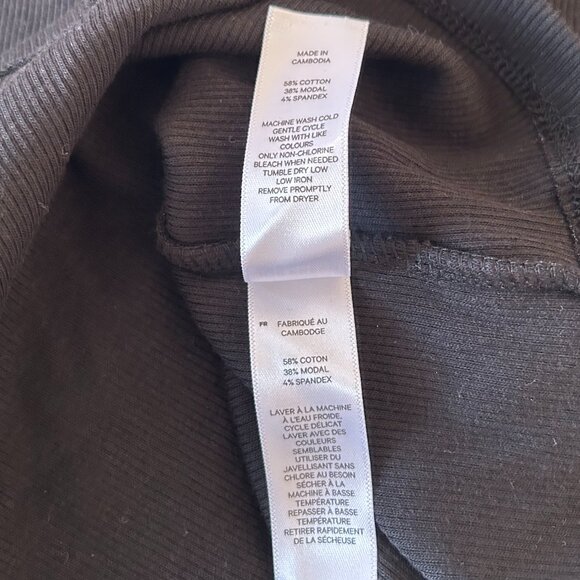 MADE IN
CAMBODIA
58% COTTON
38% MODAL
4% SPANDEX
MACHINE WASH COLD
GENTLE CYCLE
WASH WITH LIKE
COLOURS
ONLY NON-CHLORINE
BLEACH WHEN NEEDED
TUMBLE DRY LOW
LOW IRON
REMOVE PROMPTLY
FROM DRYER
FR FABRIQUÉ AU
CAMBODGE
58% COTON
38% MODAL
4% SPANDEX
LAVER À LA MACHINE
À L'EAU FROIDE,
CYCLE DÉLICAT
LAVER AVEC DES
COULEURS
SEMBLABLES
UTILISER DU
JAVELLISANT SANS
CHLORE AU BESOIN
SÉCHER À LA
MACHINE À BASSE
TEMPÉRATURE
REPASSER À BASSE
TEMPÉRATURE
RETIRER RAPIDEMENT
DE LA SÉCHEUSE